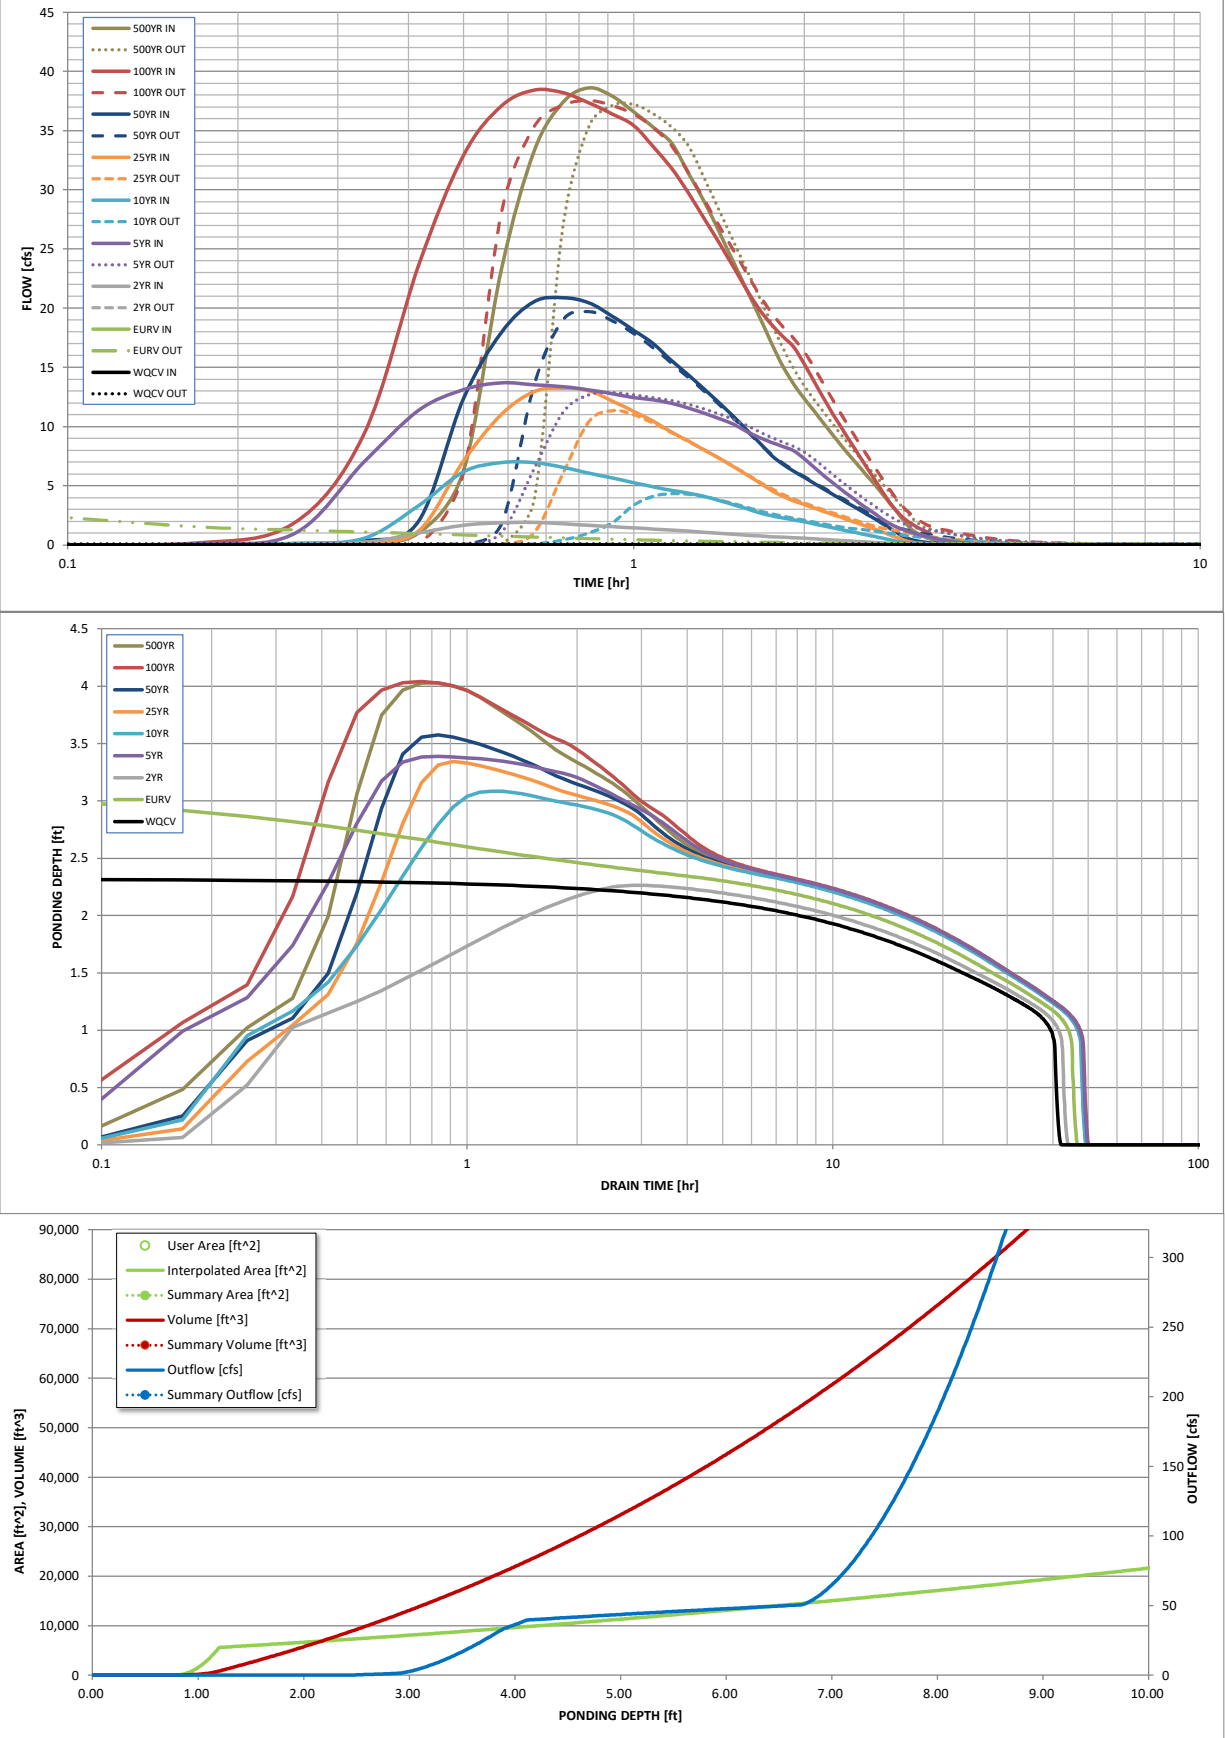 45
40
35
30
25
20
15
10
5
0
FLOW [cfs]
500YR IN
500YR OUT
100YR IN
100YR OUT
50YR IN
50YR OUT
25YR IN
25YR OUT
10YR IN
10YR OUT
5YR IN
5YR OUT
2YR IN
2YR OUT
EURV IN
EURV OUT
WQCV IN
WQCV OUT
0.1 1 10
TIME [hr]
4.5
4
3.5
3
2.5
2
1.5
1
0.5
0
PONDING DEPTH [ft]
500YR
100YR
50YR
25YR
10YR
5YR
2YR
EURV
WQCV
0.1 1 10 100
DRAIN TIME [hr]
90,000
80,000
70,000
60,000
50,000
40,000
30,000
20,000
10,000
0
AREA [ft^2], VOLUME [ft^3]
User Area [ft^2]
Interpolated Area [ft^2]
Summary Area [ft^2]
Volume [ft^3]
Summary Volume [ft^3]
Outflow [cfs]
Summary Outflow [cfs]
300
250
200
150
100
50
0
OUTFLOW [cfs]
0.00 1.00 2.00 3.00 4.00 5.00 6.00 7.00 8.00 9.00 10.00
PONDING DEPTH [ft]